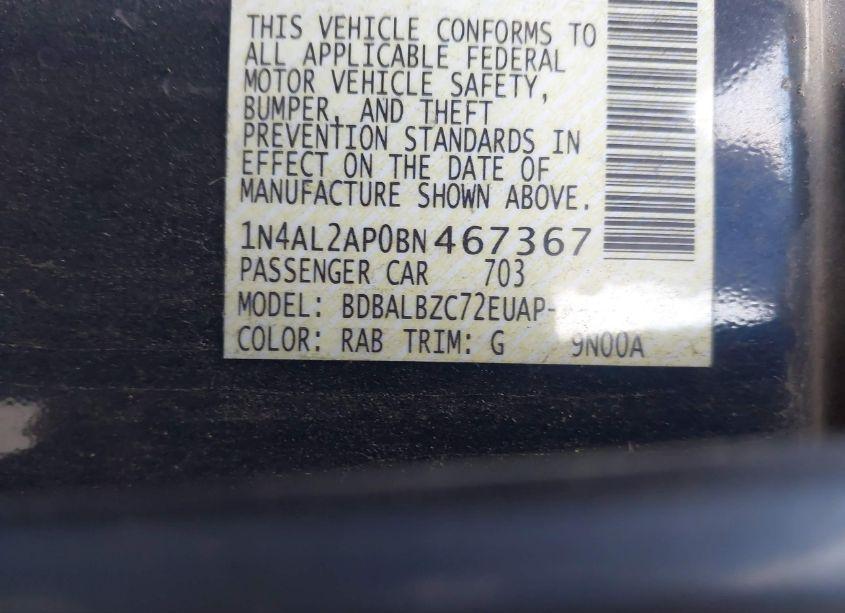 THIS VEHICLE CONFORMS TO
ALL APPLICABLE FEDERAL
MOTOR VEHICLE SAFETY,
BUMPER, AND THEFT
PREVENTION STANDARDS IN
EFFECT ON THE DATE OF
MANUFACTURE SHOWN ABOVE.
1N4AL2AP0BN467367
PASSENGER CAR 703
MODEL: BDBALBZC72EUAP-
COLOR: RAB TRIM: G 9N00A